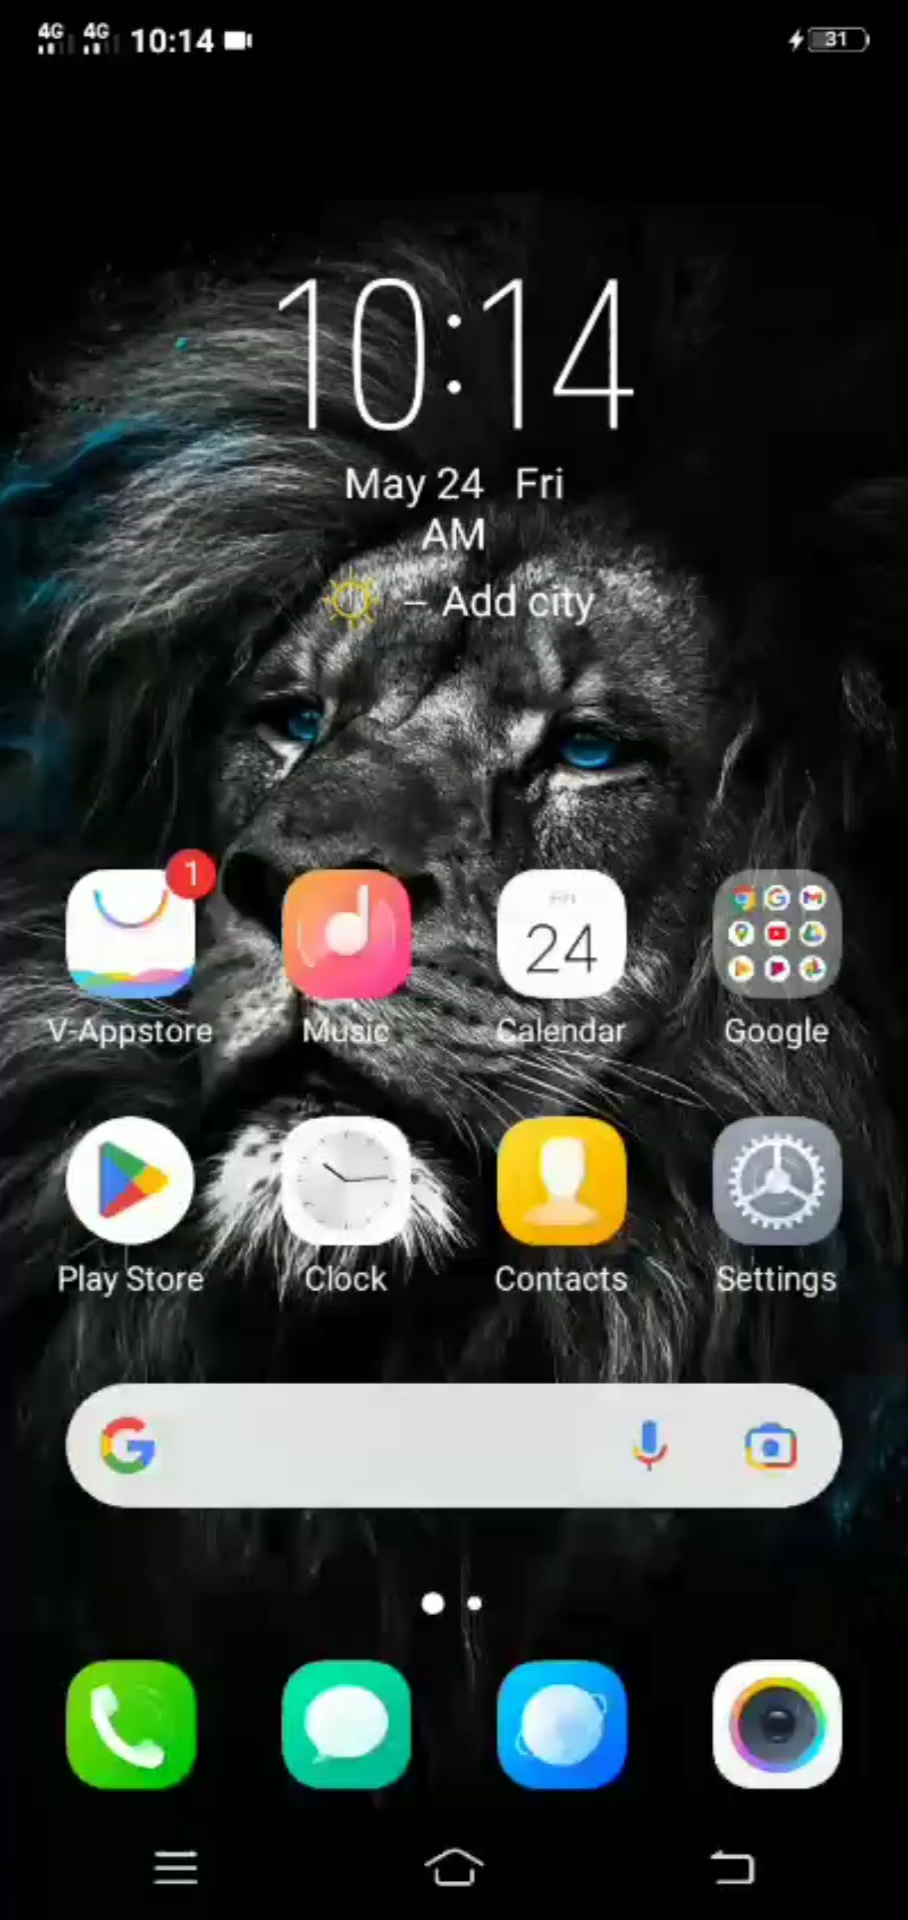 4G 4G 10:14 31
10:14
May 24 Fri
AM
– Add city
1
24
V-Appstore Music Calendar Google
Play Store Clock Contacts Settings